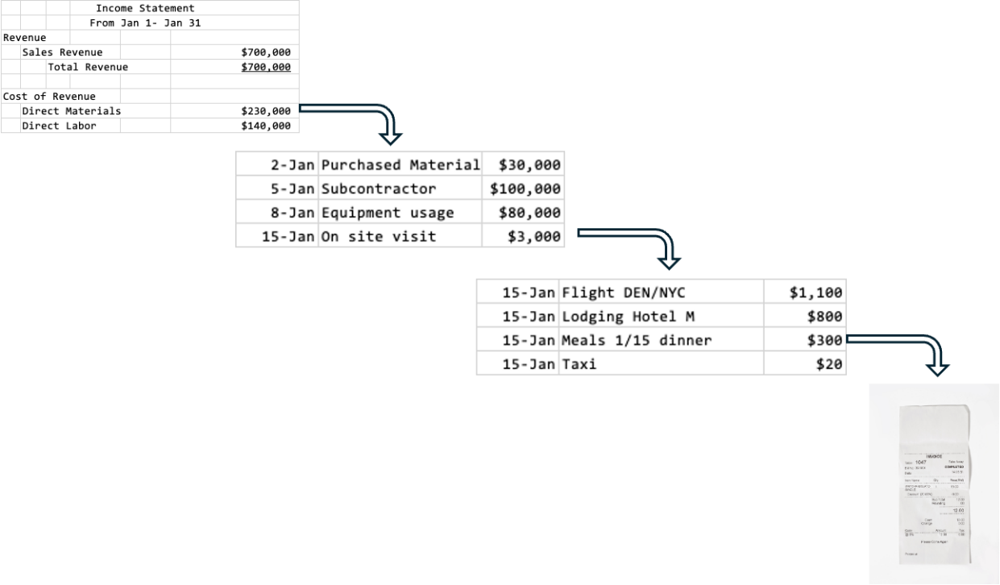 Income Statement
From Jan 1- Jan 31
Revenue
Sales Revenue $700,000
Total Revenue $700,000
Cost of Revenue
Direct Materials $230,000
Direct Labor $140,000
2-Jan Purchased Material $30,000
5-Jan Subcontractor $100,000
8-Jan Equipment usage $80,000
15-Jan On site visit $3,000
15-Jan Flight DEN/NYC $1,100
15-Jan Lodging Hotel M $800
15-Jan Meals 1/15 dinner $300
15-Jan Taxi $20
INVOICE
1047
COMPLETED
12.00